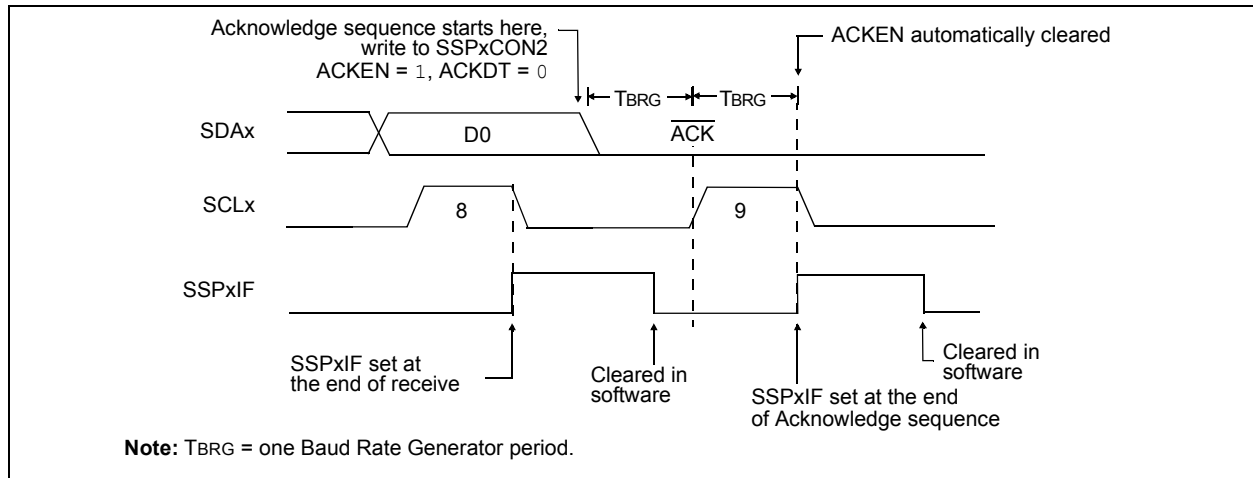 Acknowledge sequence starts here,
write to SSPxCON2
ACKEN = 1, ACKDT = 0
ACKEN automatically cleared
TBRG
TBRG
SDAx
D0
ACK
SCLx
8
9
SSPxIF
SSPxIF set at
the end of receive
Cleared in
software
SSPxIF set at the end
of Acknowledge sequence
Cleared in
software
Note: TBRG = one Baud Rate Generator period.